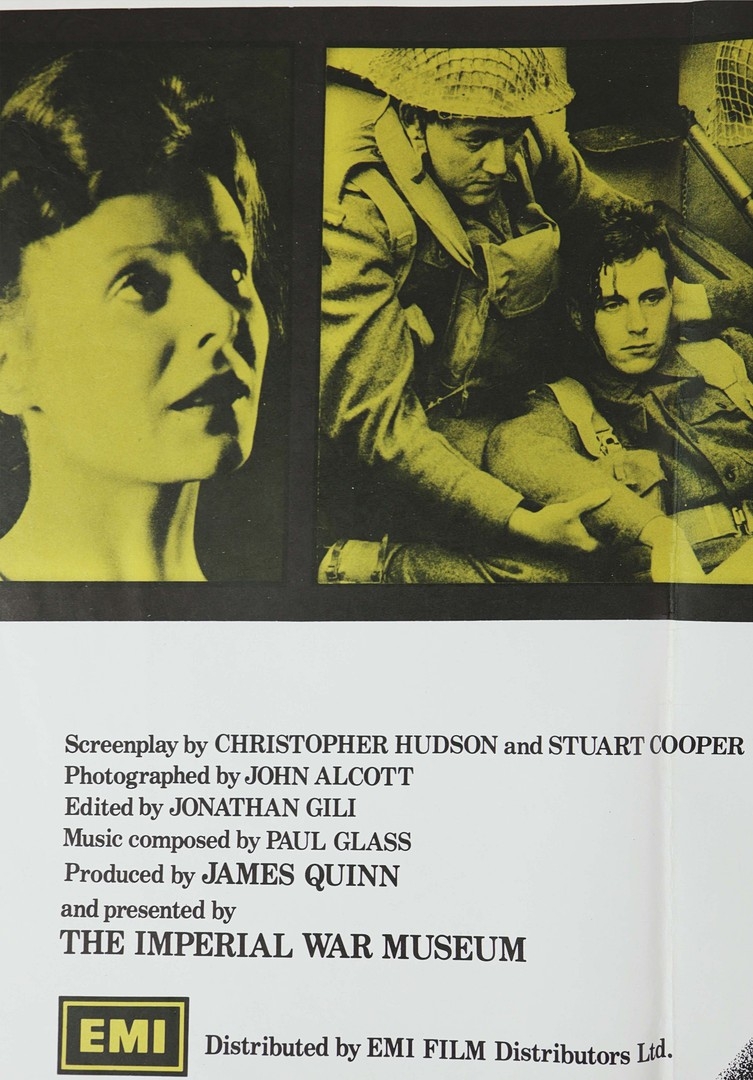 Screenplay by CHRISTOPHER HUDSON and STUART COOPER
Photographed by JOHN ALCOTT
Edited by JONATHAN GILI
Music composed by PAUL GLASS
Produced by JAMES QUINN
and presented by
THE IMPERIAL WAR MUSEUM
EMI
Distributed by EMI FILM Distributors Ltd.